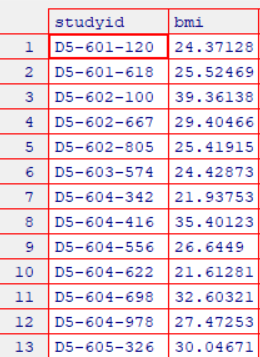 studyid bmi
1 D5-601-120 24.37128
2 D5-601-618 25.52469
3 D5-602-100 39.36138
4 D5-602-667 29.40466
5 D5-602-805 25.41915
6 D5-603-574 24.42873
7 D5-604-342 21.93753
8 D5-604-416 35.40123
9 D5-604-556 26.6449
10 D5-604-622 21.61281
11 D5-604-698 32.60321
12 D5-604-978 27.47253
13 D5-605-326 30.04671